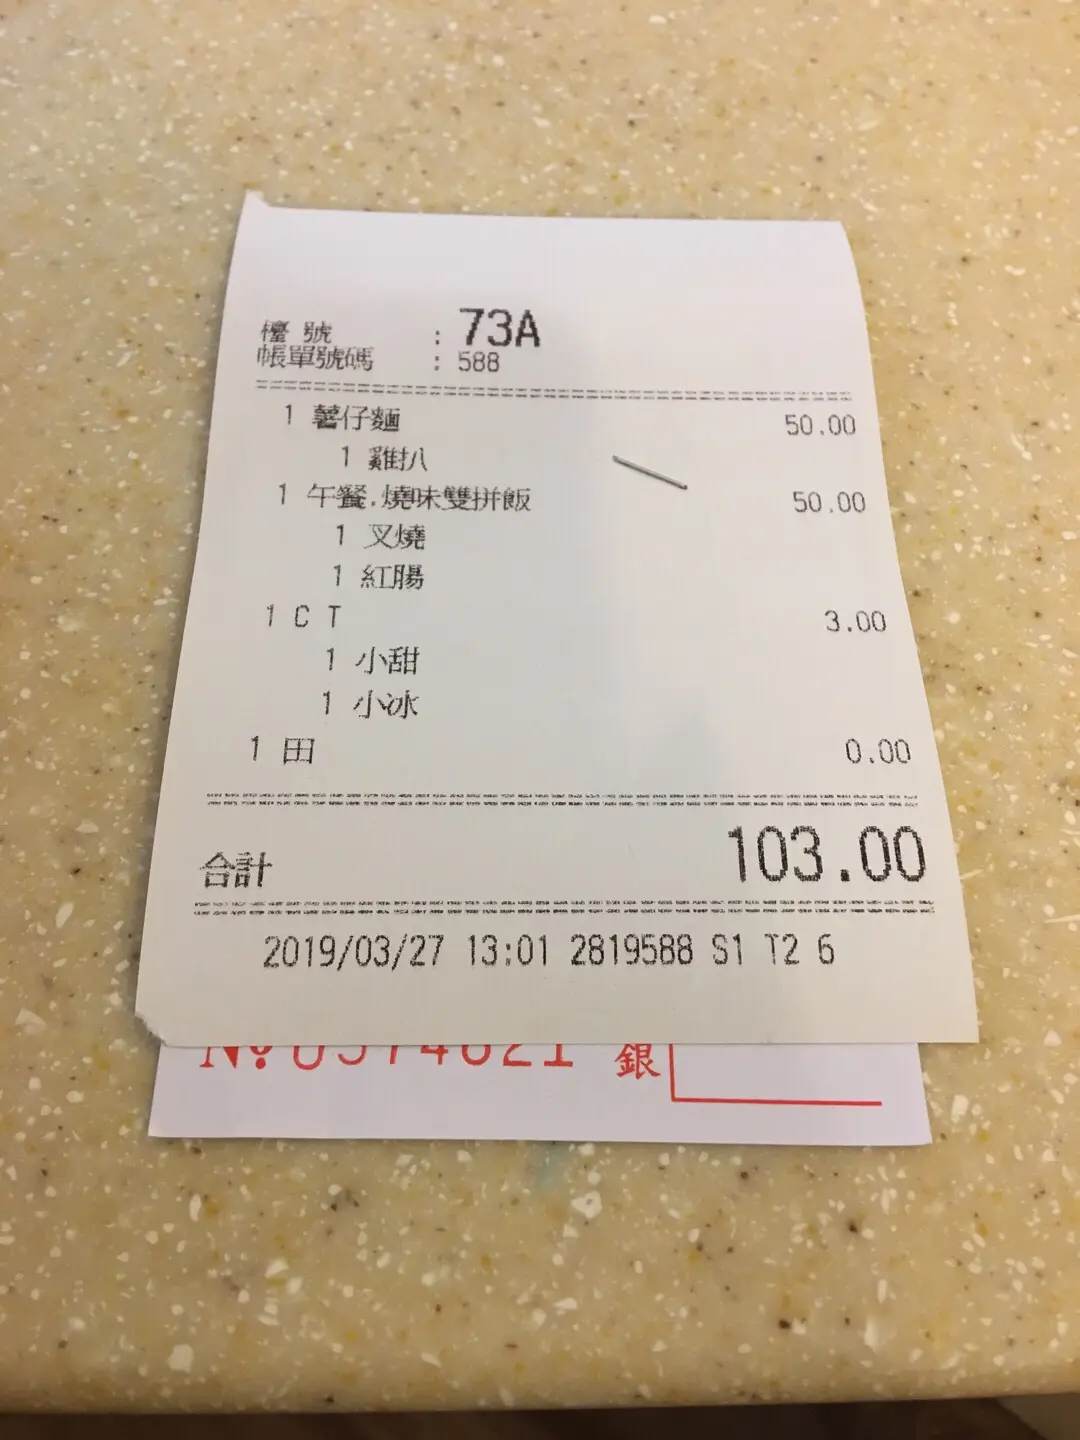 檯 號 : 73A
帳單號碼 : 588
1 薯仔麵 50.00
1 雞扒
1 午餐.燒味雙拼飯 50.00
1 叉燒
1 紅腸
1 C T 3.00
1 小甜
1 小冰
1 田 0.00
合計 103.00
2019/03/27 13:01 2819588 S1 T2 6
銀